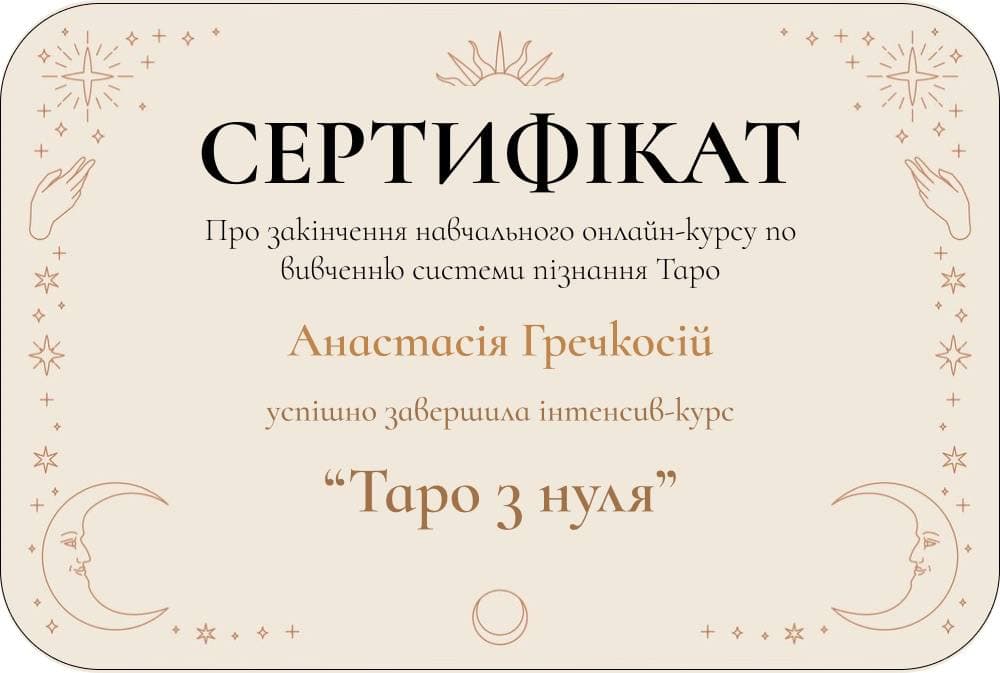 СЕРТИФІКАТ
Про закінчення навчального онлайн-курсу по
вивченню системи пізнання Таро
Анастасія Гречкосій
успішно завершила інтенсив-курс
“Таро з нуля”